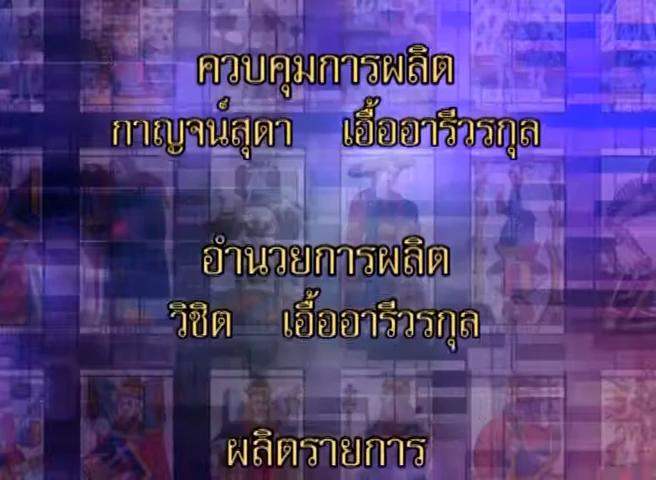 ควบคุมการผลิต
กาญจน์สุดา เอื้ออารีวรกุล
อำนวยการผลิต
วิชิต เอื้ออารีวรกุล
ผลิตรายการ